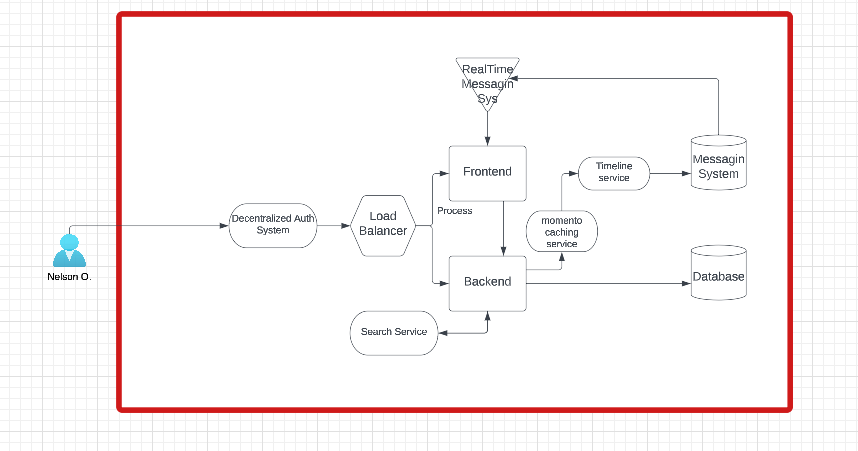 RealTime
Messagin
Sys
Frontend
Timeline
service
Messagin
System
Process
Decentralized Auth
System
Load
Balancer
momento
caching
service
Nelson O.
Backend
Database
Search Service